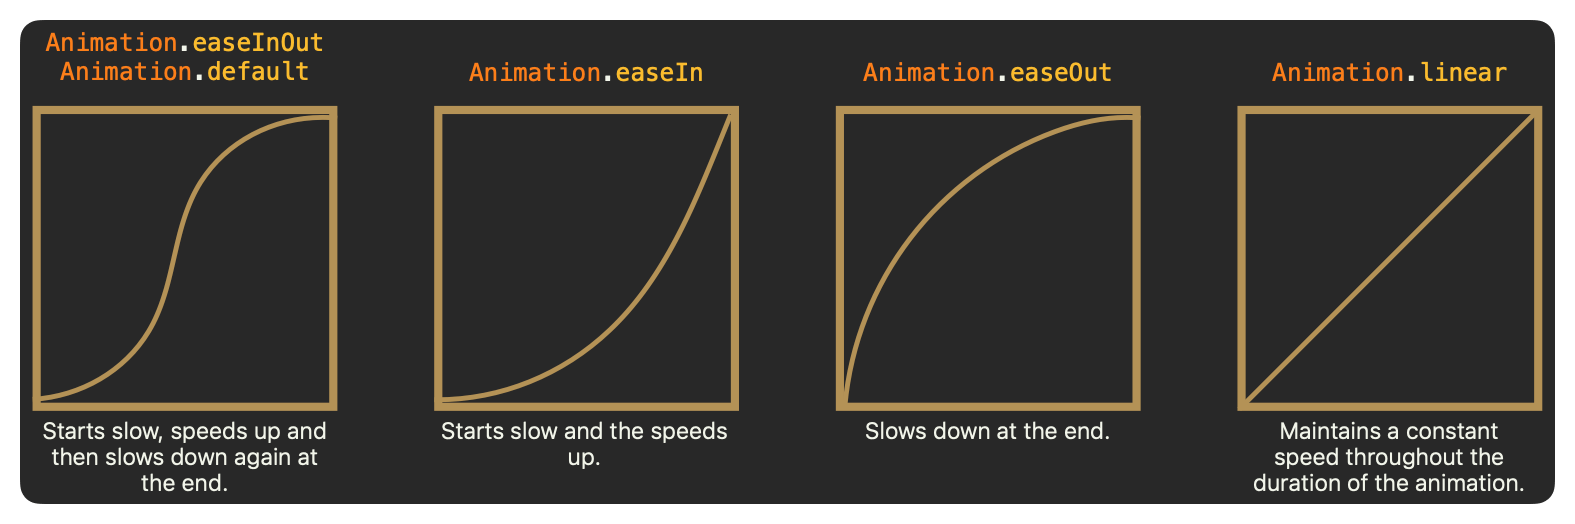 Animation.easeInOut
Animation.default
Starts slow, speeds up and
then slows down again at
the end.
Animation.easeIn
Starts slow and the speeds
up.
Animation.easeOut
Slows down at the end.
Animation.linear
Maintains a constant
speed throughout the
duration of the animation.